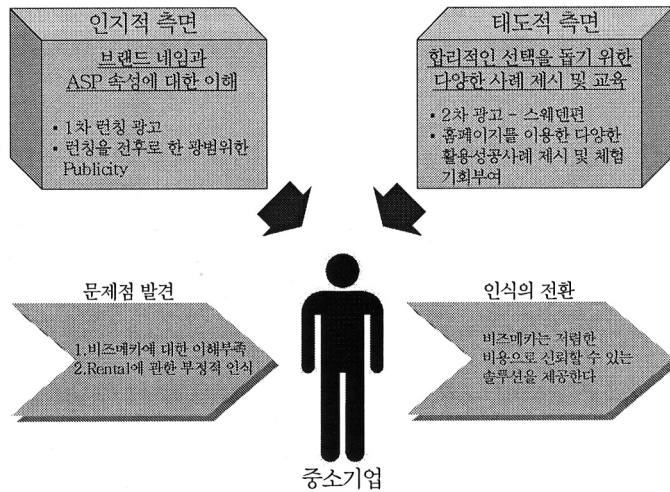 인지적 측면
브랜드 네임과
ASP 속성에 대한 이해
▪ 1차 런칭 광고
▪ 런칭을 전후로 한 광범위한
Publicity
태도적 측면
합리적인 선택을 돕기 위한
다양한 사례 제시 및 교육
▪ 2차 광고 - 스웨덴편
▪ 홈페이기를 이용한 다양한
활용성공사례 제시 및 체험
기회부여
문제점 발견
1.비즈메카에 대한 이해부족
2.Rental에 관한 부정적 인식
인식의 전환
비즈메카는 저렴한
비용으로 신뢰할 수 있는
솔루션을 제공한다
중소기업